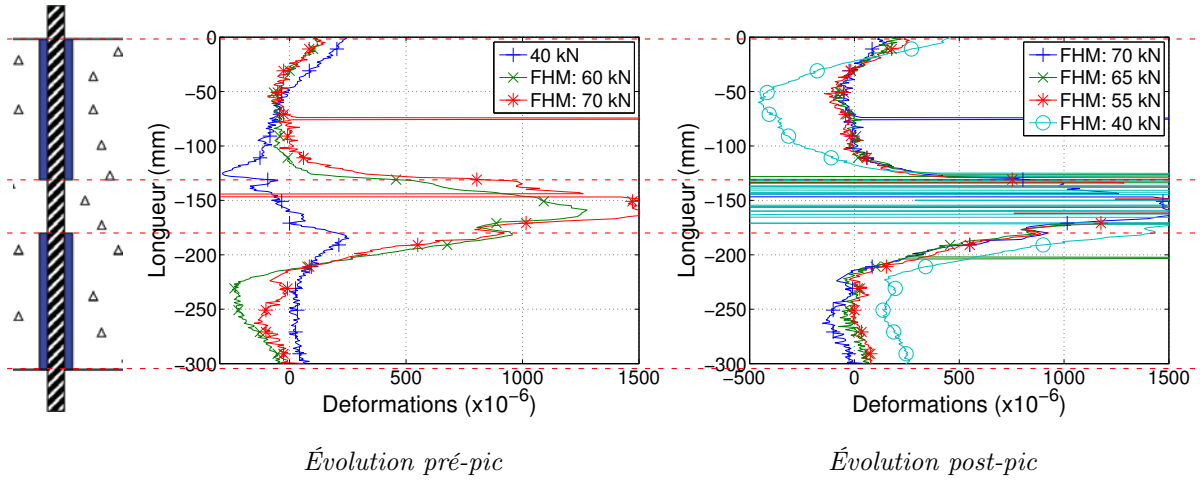 0
−50
−100
−150
−200
−250
−300
Longueur (mm)
0
500
1000
1500
Deformations (x10⁻⁶)
40 kN
FHM: 60 kN
FHM: 70 kN
Évolution pré-pic
0
−50
−100
−150
−200
−250
−300
Longueur (mm)
−500
0
500
1000
1500
Deformations (x10⁻⁶)
FHM: 70 kN
FHM: 65 kN
FHM: 55 kN
FHM: 40 kN
Évolution post-pic